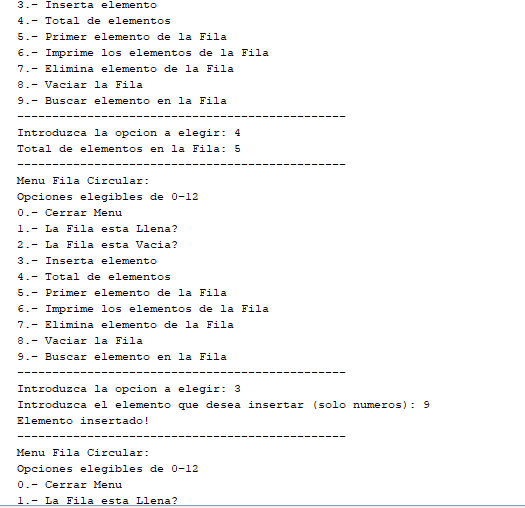 3.- Inserta elemento
4.- Total de elementos
5.- Primer elemento de la Fila
6.- Imprime los elementos de la Fila
7.- Elimina elemento de la Fila
8.- Vaciar la Fila
9.- Buscar elemento en la Fila
-----------------------------------------------
Introduzca la opcion a elegir: 4
Total de elementos en la Fila: 5
-----------------------------------------------
Menu Fila Circular:
Opciones elegibles de 0-12
0.- Cerrar Menu
1.- La Fila esta Llena?
2.- La Fila esta Vacia?
3.- Inserta elemento
4.- Total de elementos
5.- Primer elemento de la Fila
6.- Imprime los elementos de la Fila
7.- Elimina elemento de la Fila
8.- Vaciar la Fila
9.- Buscar elemento en la Fila
-----------------------------------------------
Introduzca la opcion a elegir: 3
Introduzca el elemento que desea insertar (solo numeros): 9
Elemento insertado!
-----------------------------------------------
Menu Fila Circular:
Opciones elegibles de 0-12
0.- Cerrar Menu
1.- La Fila esta Llena?